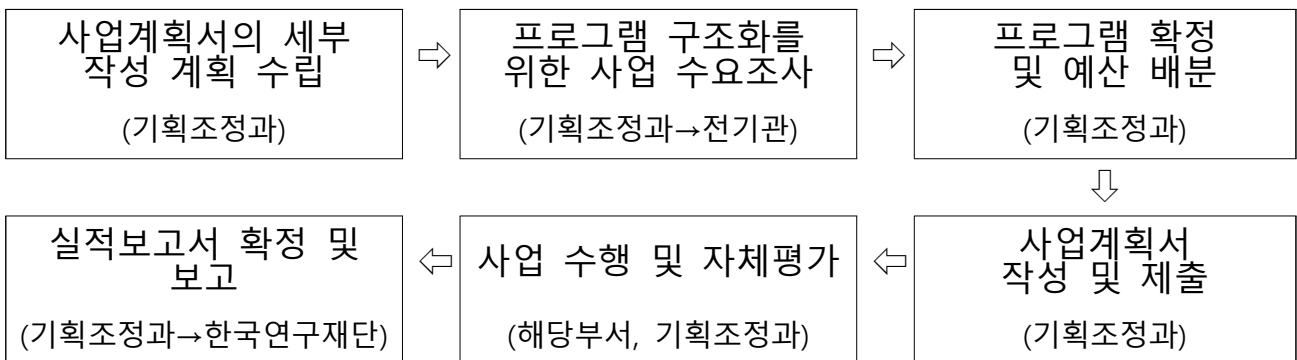 사업계획서의 세부
작성 계획 수립
(기획조정과)
⇨
프로그램 구조화를
위한 사업 수요조사
(기획조정과→전기관)
⇨
프로그램 확정
및 예산 배분
(기획조정과)
⇩
사업계획서
작성 및 제출
(기획조정과)
⇦
사업 수행 및 자체평가
(해당부서, 기획조정과)
⇦
실적보고서 확정 및
보고
(기획조정과→한국연구재단)